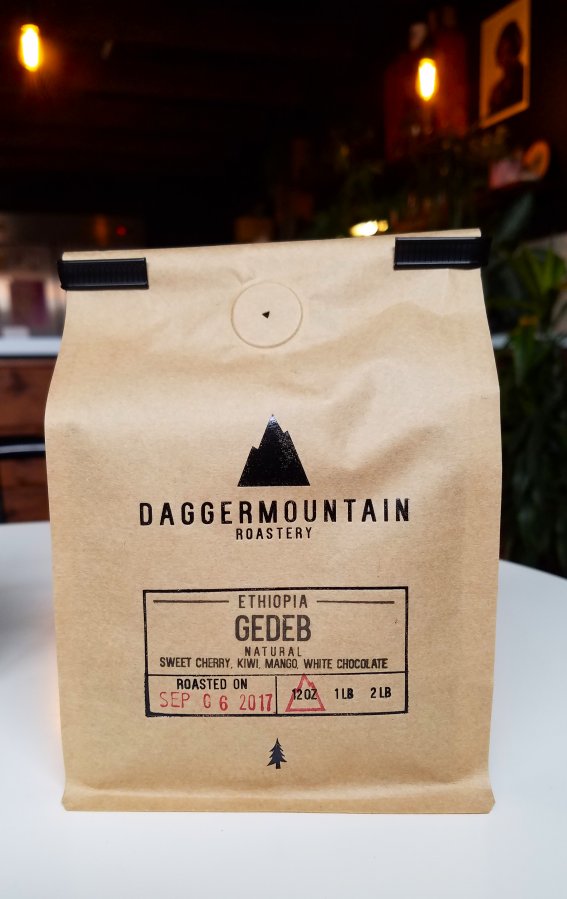 DAGGERMOUNTAIN
ROASTERY
ETHIOPIA
GEDEB
NATURAL
SWEET CHERRY, KIWI, MANGO, WHITE CHOCOLATE
ROASTED ON
SEP 06 2017
12OZ 1LB 2LB